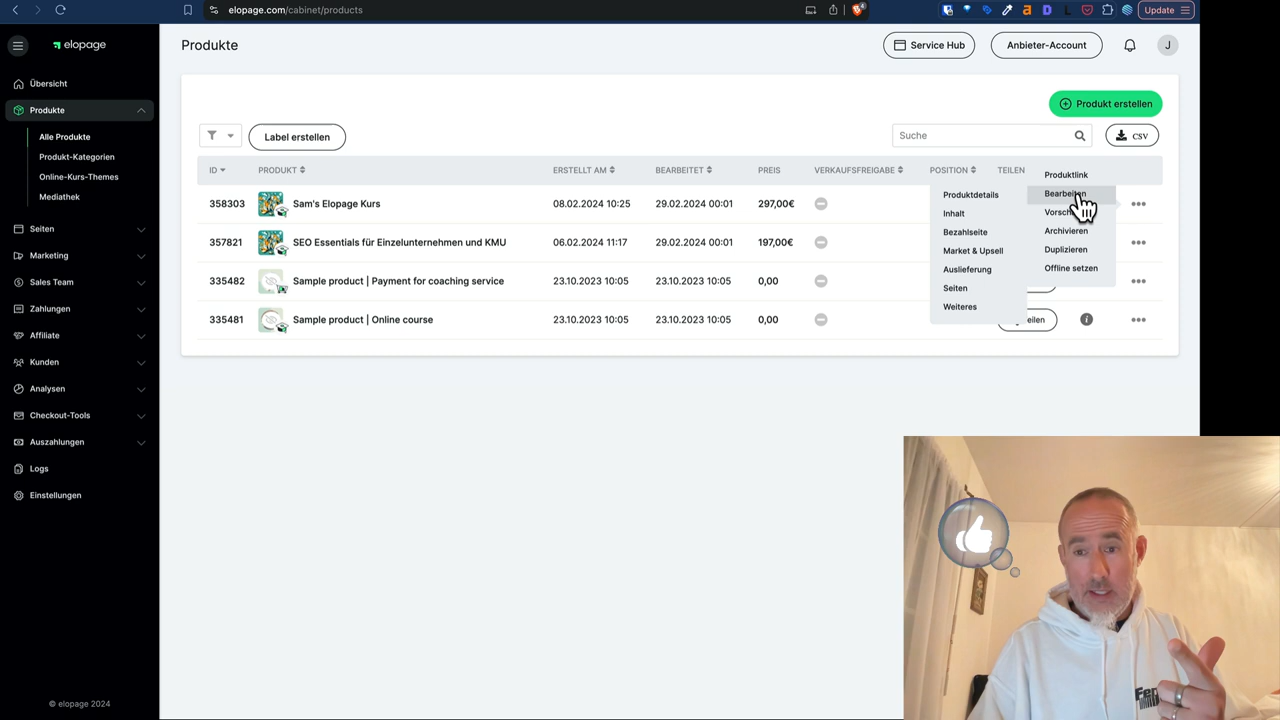 elopage.com/cabinet/products
4
Update
elopage
Produkte
Service Hub
Anbieter-Account
J
Übersicht
Produkte
Alle Produkte
Produkt-Kategorien
Online-Kurs-Themes
Mediathek
Seiten
Marketing
Sales Team
Zahlungen
Affiliate
Kunden
Analysen
Checkout-Tools
Auszahlungen
Logs
Einstellungen
© elopage 2024
Produkt erstellen
Label erstellen
Suche
CSV
ID PRODUKT ERSTELLT AM BEARBEITET PREIS VERKAUFSFREIGABE POSITION TEILEN
358303 Sam's Elopage Kurs 08.02.2024 10:25 29.02.2024 00:01 297,00€
357821 SEO Essentials für Einzelunternehmen und KMU 06.02.2024 11:17 29.02.2024 00:01 197,00€
335482 Sample product | Payment for coaching service 23.10.2023 10:05 23.10.2023 10:05 0,00
335481 Sample product | Online course 23.10.2023 10:05 23.10.2023 10:05 0,00
Produktdetails
Inhalt
Bezahlseite
Market & Upsell
Auslieferung
Seiten
Weiteres
Produktlink
Bearbeiten
Vorsch
Archivieren
Duplizieren
Offline setzen
eilen